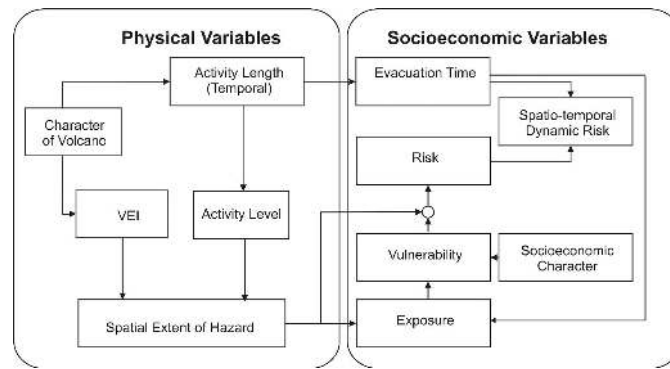 Physical Variables
Socioeconomic Variables
Activity Length
(Temporal)
Evacuation Time
Character
of Volcano
Spatio-temporal
Dynamic Risk
Risk
VEI
Activity Level
Vulnerability
Socioeconomic
Character
Spatial Extent of Hazard
Exposure